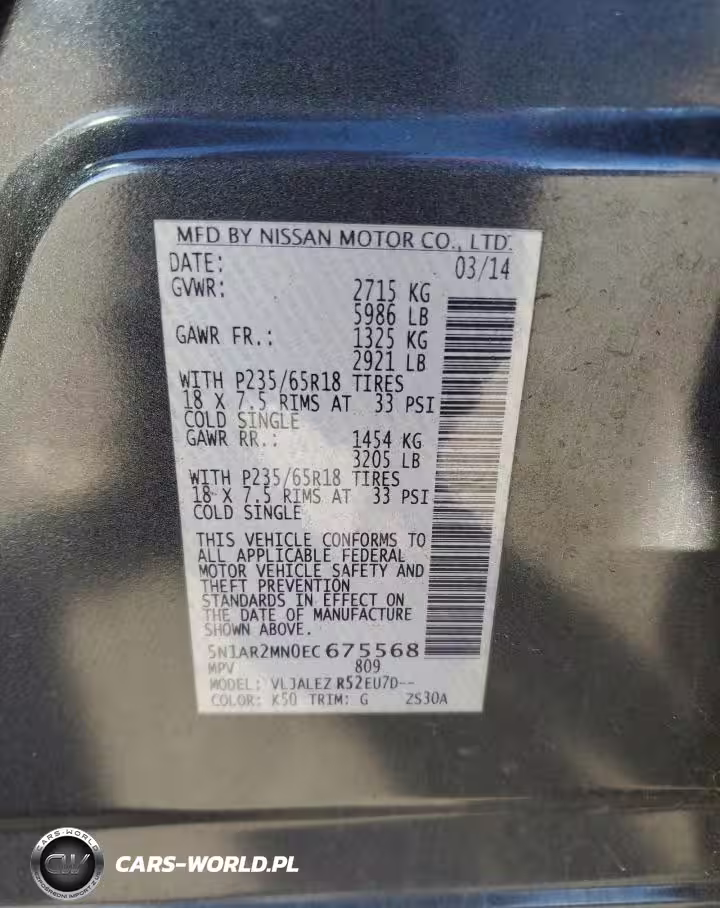 MFD BY NISSAN MOTOR CO., LTD.
DATE: 03/14
GVWR: 2715 KG
5986 LB
GAWR FR.: 1325 KG
2921 LB
WITH P235/65R18 TIRES
18 X 7.5 RIMS AT 33 PSI
COLD SINGLE
GAWR RR.: 1454 KG
3205 LB
WITH P235/65R18 TIRES
18 X 7.5 RIMS AT 33 PSI
COLD SINGLE
THIS VEHICLE CONFORMS TO
ALL APPLICABLE FEDERAL
MOTOR VEHICLE SAFETY AND
THEFT PREVENTION
STANDARDS IN EFFECT ON
THE DATE OF MANUFACTURE
SHOWN ABOVE.
5N1AR2MN0EC675568
MPV 809
MODEL: VLJALEZ R52EU7D--
COLOR: K50 TRIM: G ZS30A
CARS-WORLD
CW
CARS-WORLD.PL